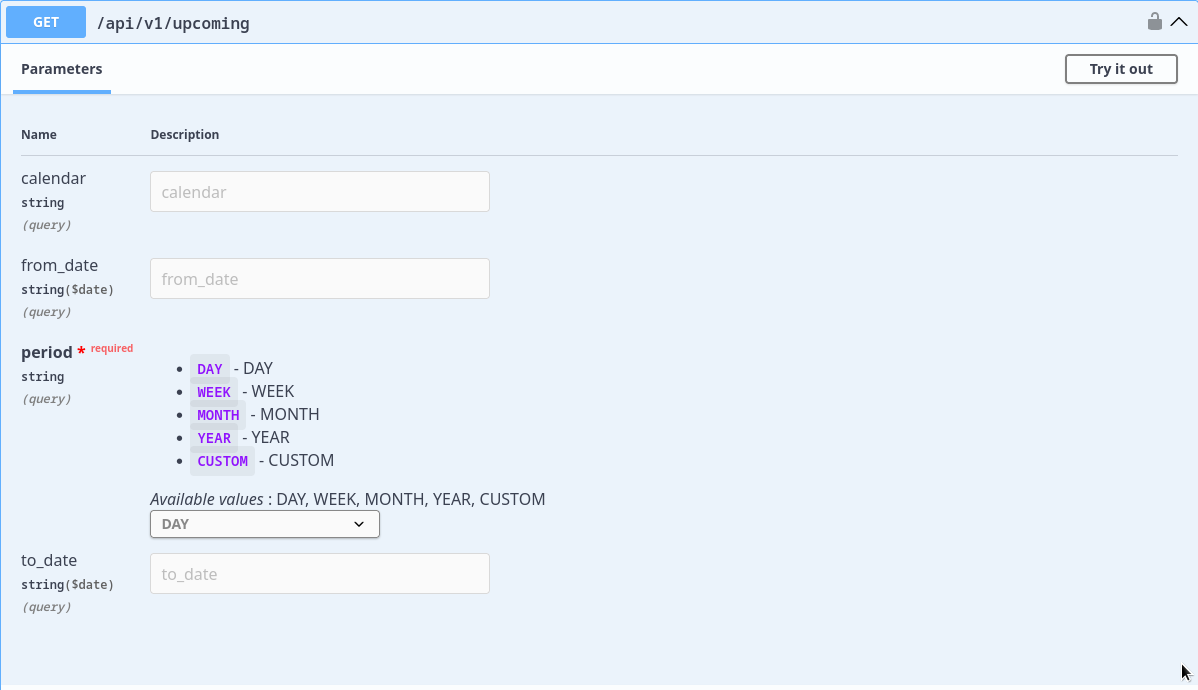 GET /api/v1/upcoming
Parameters
Try it out
Name Description
calendar
string
(query)
calendar
from_date
string($date)
(query)
from_date
period * required
string
(query)
DAY - DAY
WEEK - WEEK
MONTH - MONTH
YEAR - YEAR
CUSTOM - CUSTOM
Available values : DAY, WEEK, MONTH, YEAR, CUSTOM
DAY
to_date
string($date)
(query)
to_date